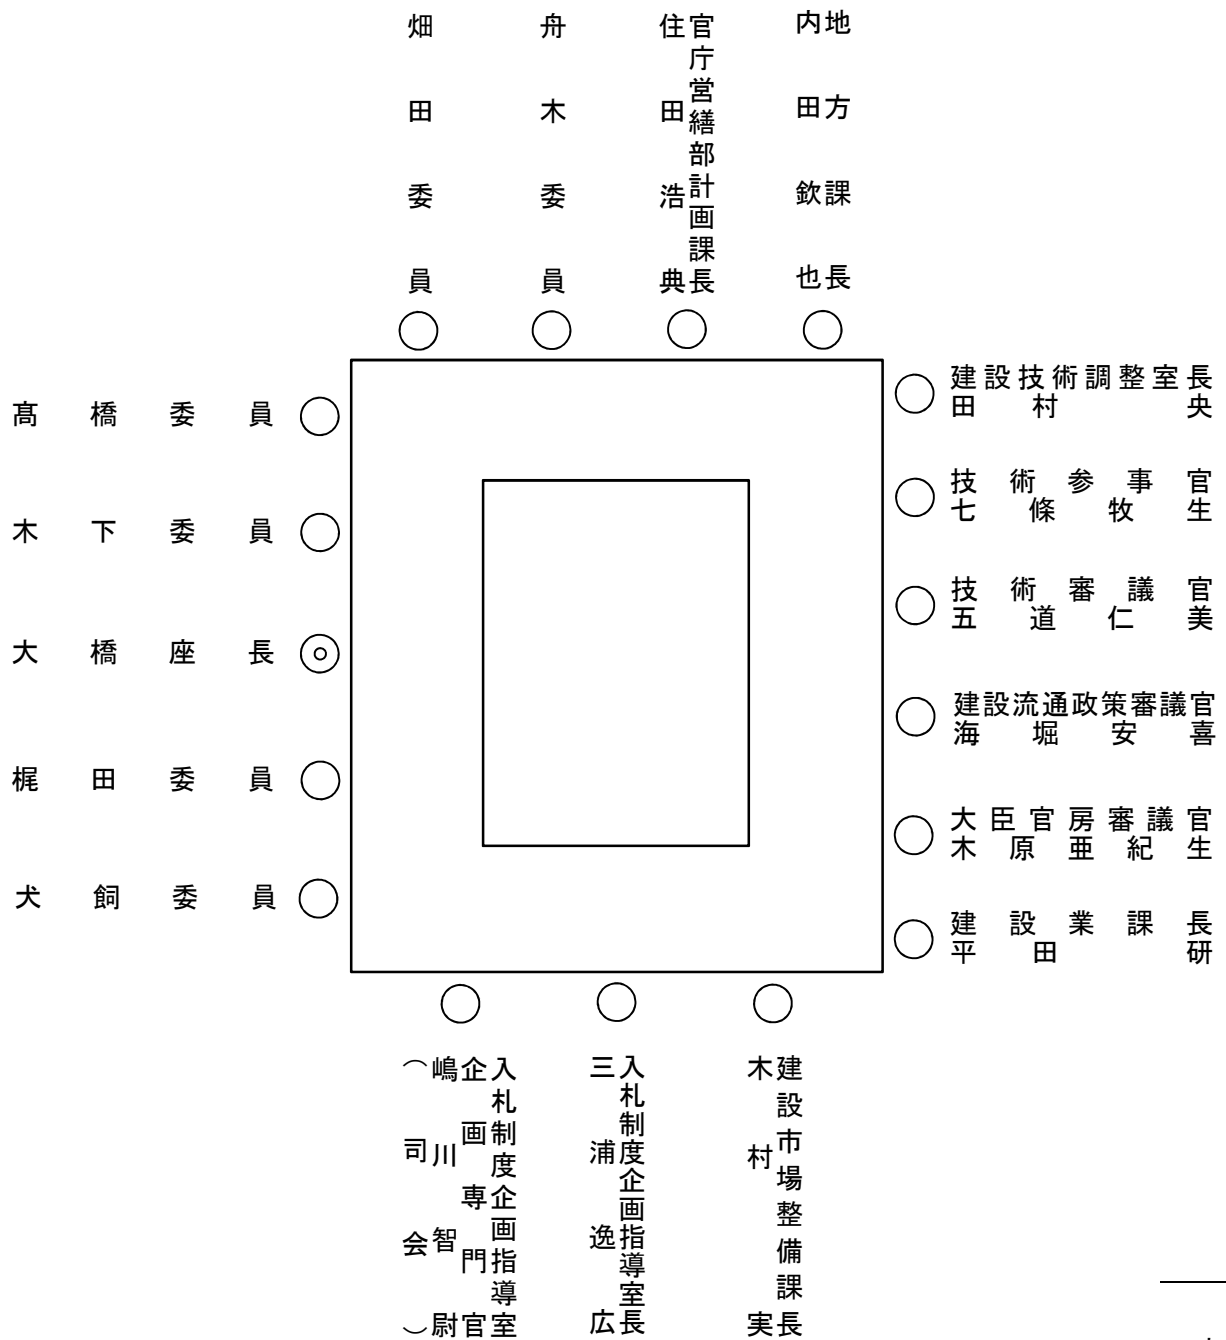 畑田委員
舟木委員
官庁営繕部計画課長
住田浩典
地方課長
内田欽也
髙橋委員
木下委員
大橋座長
梶田委員
犬飼委員
建設技術調整室長
田村央
技術参事官
七條牧生
技術審議官
五道仁美
建設流通政策審議官
海堀安喜
大臣官房審議官
木原亜紀生
建設業課長
平田研
入札制度企画指導室
企画専門官
嶋川智尉
（司会）
入札制度企画指導室長
三浦逸広
建設市場整備課長
木村実